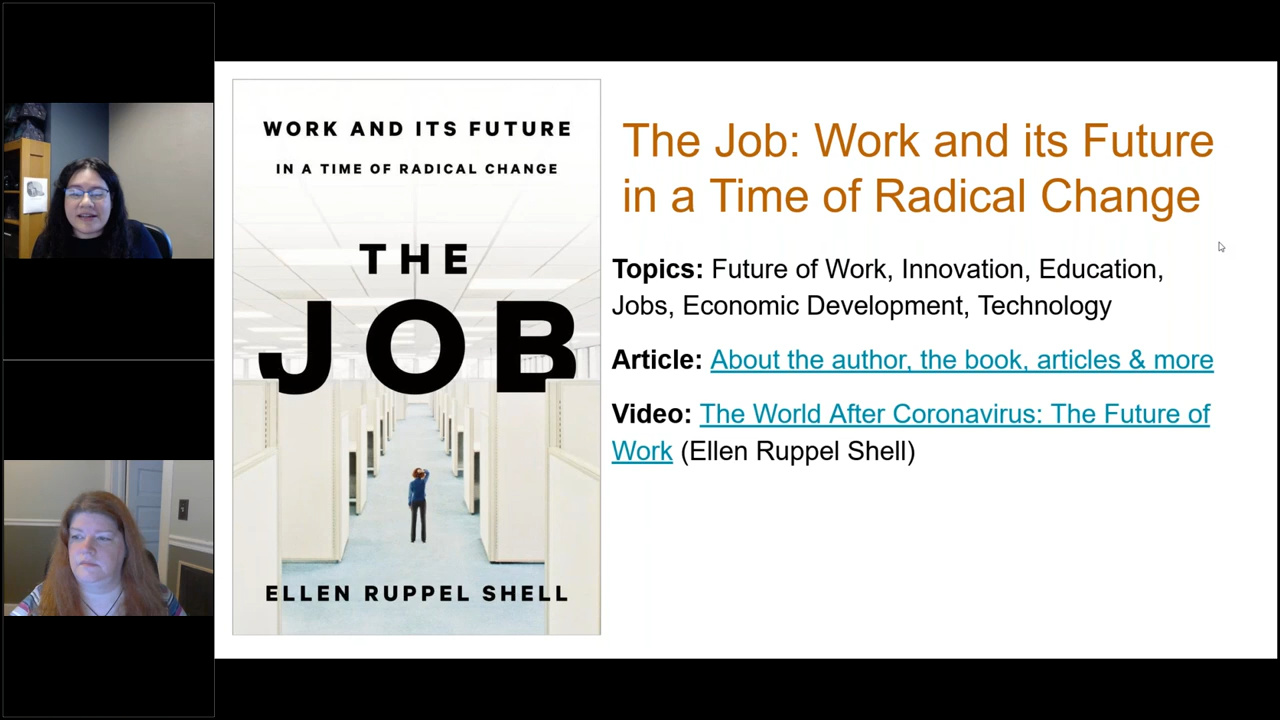 WORK AND ITS FUTURE
IN A TIME OF RADICAL CHANGE
THE
JOB
ELLEN RUPPEL SHELL
The Job: Work and its Future
in a Time of Radical Change
Topics: Future of Work, Innovation, Education,
Jobs, Economic Development, Technology
Article: About the author, the book, articles & more
Video: The World After Coronavirus: The Future of
Work (Ellen Ruppel Shell)